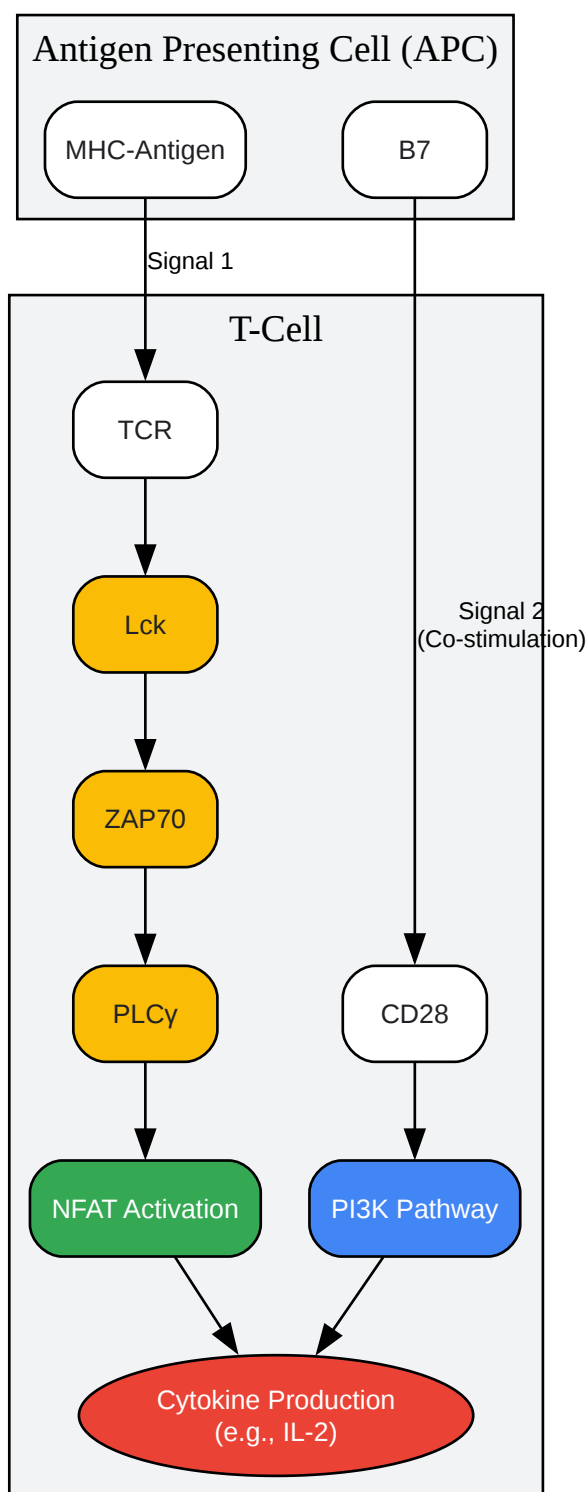 Antigen Presenting Cell (APC)
MHC-Antigen
B7
Signal 1
T-Cell
TCR
Lck
Signal 2
(Co-stimulation)
ZAP70
PLCγ
CD28
NFAT Activation
PI3K Pathway
Cytokine Production
(e.g., IL-2)